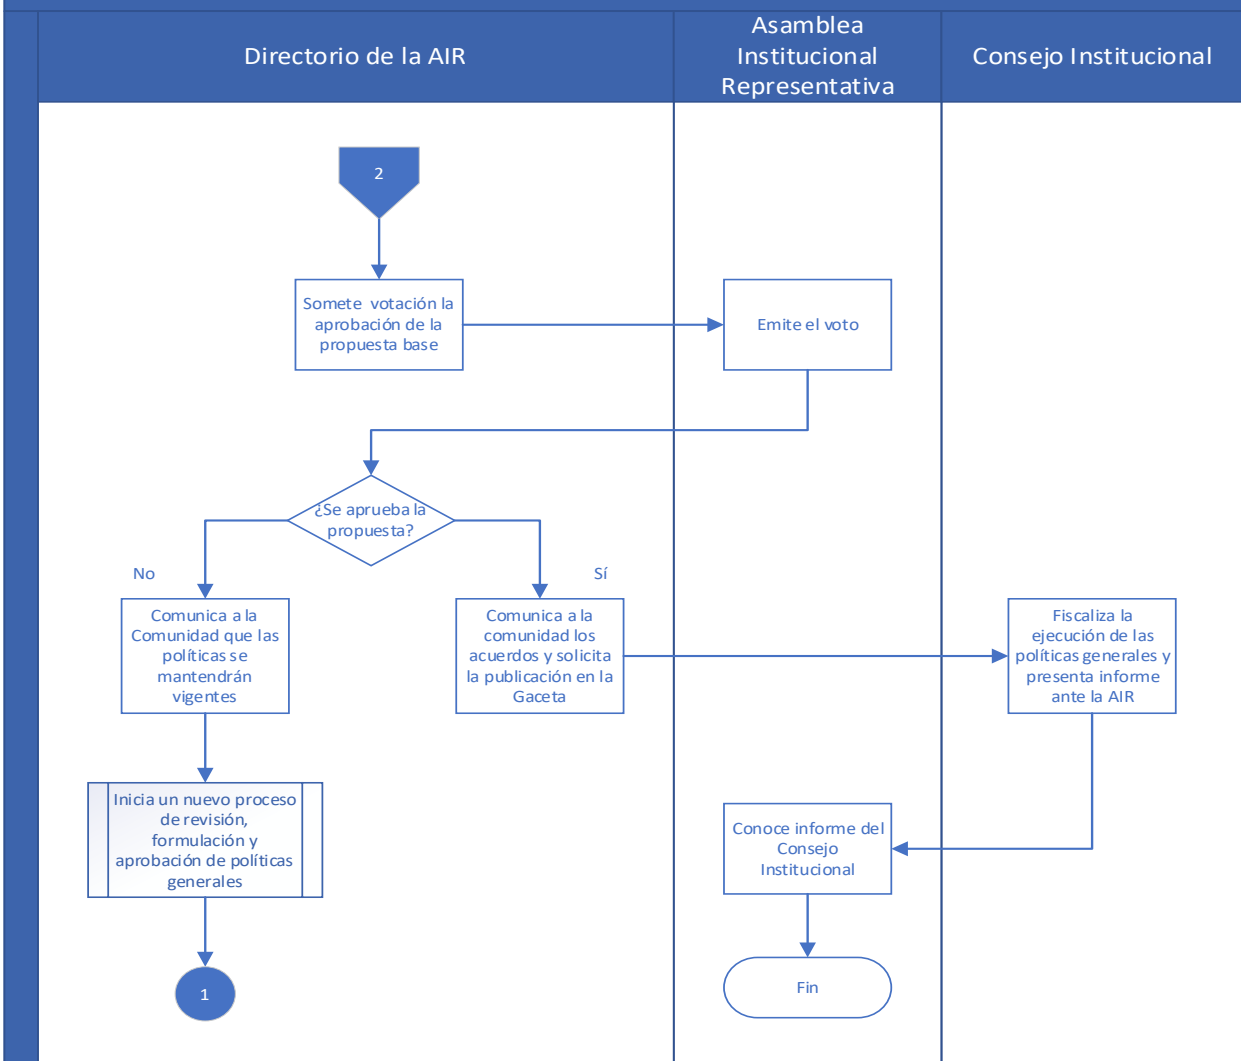 Directorio de la AIR
Asamblea
Institucional
Representativa
Consejo Institucional
2
Somete votación la
aprobación de la
propuesta base
Emite el voto
¿Se aprueba la
propuesta?
No
Sí
Comunica a la
Comunidad que las
políticas se
mantendrán
vigentes
Comunica a la
comunidad los
acuerdos y solicita
la publicación en la
Gaceta
Fiscaliza la
ejecución de las
políticas generales y
presenta informe
ante la AIR
Inicia un nuevo proceso
de revisión,
formulación y
aprobación de políticas
generales
Conoce informe del
Consejo
Institucional
1
Fin